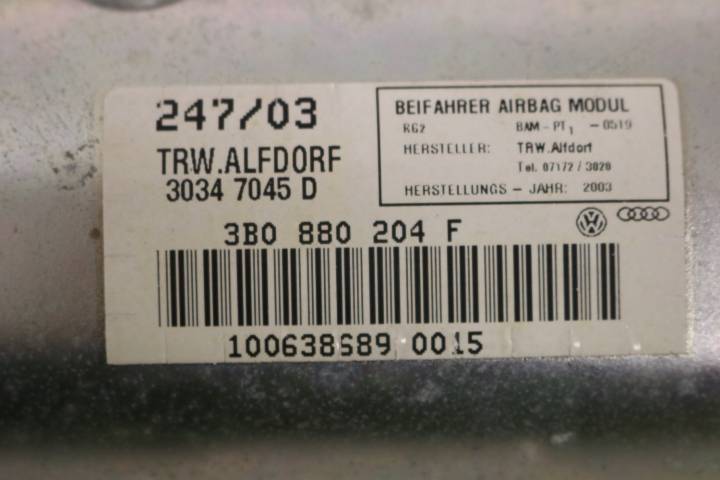 247/03
TRW.ALFDORF
3034 7045 D
BEIFAHRER AIRBAG MODUL
RG2 BAM - PT1 - 0519
HERSTELLER: TRW.Alfdorf
Tel. 07172 / 3020
HERSTELLUNGS - JAHR: 2003
3B0 880 204 F
100638689 0015